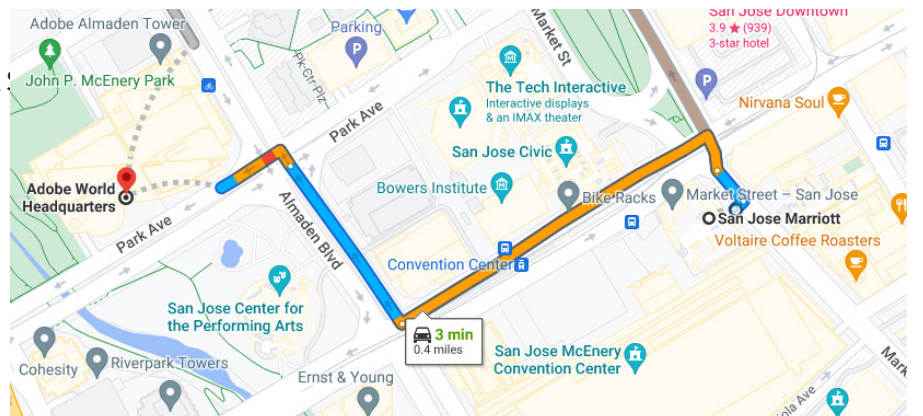 San Jose Downtown
3.9 ★ (939)
3-star hotel
Adobe Almaden Tower
Parking
P
Market St
John P. McEnery Park
Pk-Ctr-Plz
The Tech Interactive
Interactive displays
& an IMAX theater
P
Nirvana Soul
Park Ave
San Jose Civic
Adobe World
Headquarters
Bowers Institute
Bike Racks
Market Street – San Jose
San Jose Marriott
Park Ave
Almaden Blvd
Voltaire Coffee Roasters
Convention Center
San Jose Center for
the Performing Arts
3 min
0.4 miles
San Jose McEnery
Convention Center
Cohesity
Riverpark Towers
Ernst & Young